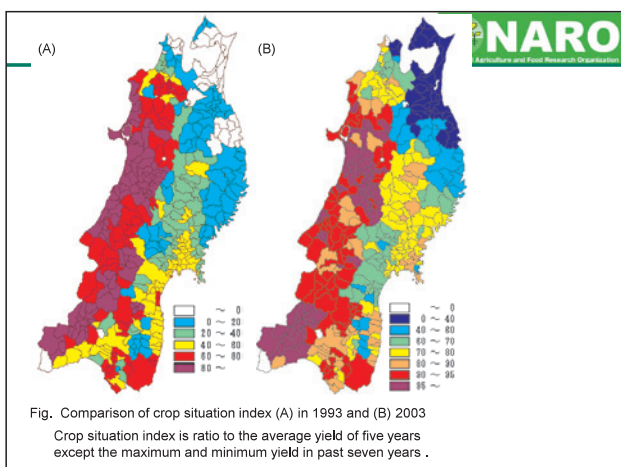 (A)
(B)
NARO
Agriculture and Food Research Organization
～ 0
0 ～ 20
20 ～ 40
40 ～ 60
60 ～ 80
80 ～
～ 0
0 ～ 40
40 ～ 60
60 ～ 70
70 ～ 80
80 ～ 90
90 ～ 95
95 ～
Fig. Comparison of crop situation index (A) in 1993 and (B) 2003
Crop situation index is ratio to the average yield of five years
except the maximum and minimum yield in past seven years .